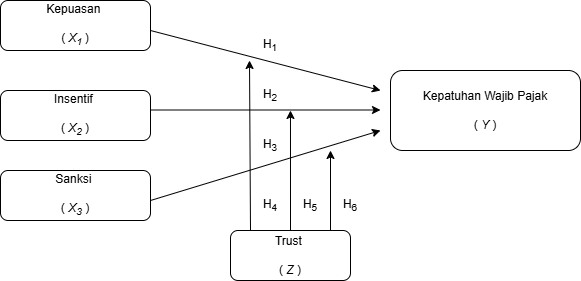 Kepuasan
( X₁ )
H₁
Insentif
( X₂ )
H₂
Kepatuhan Wajib Pajak
( Y )
H₃
Sanksi
( X₃ )
H₄
H₅
H₆
Trust
( Z )